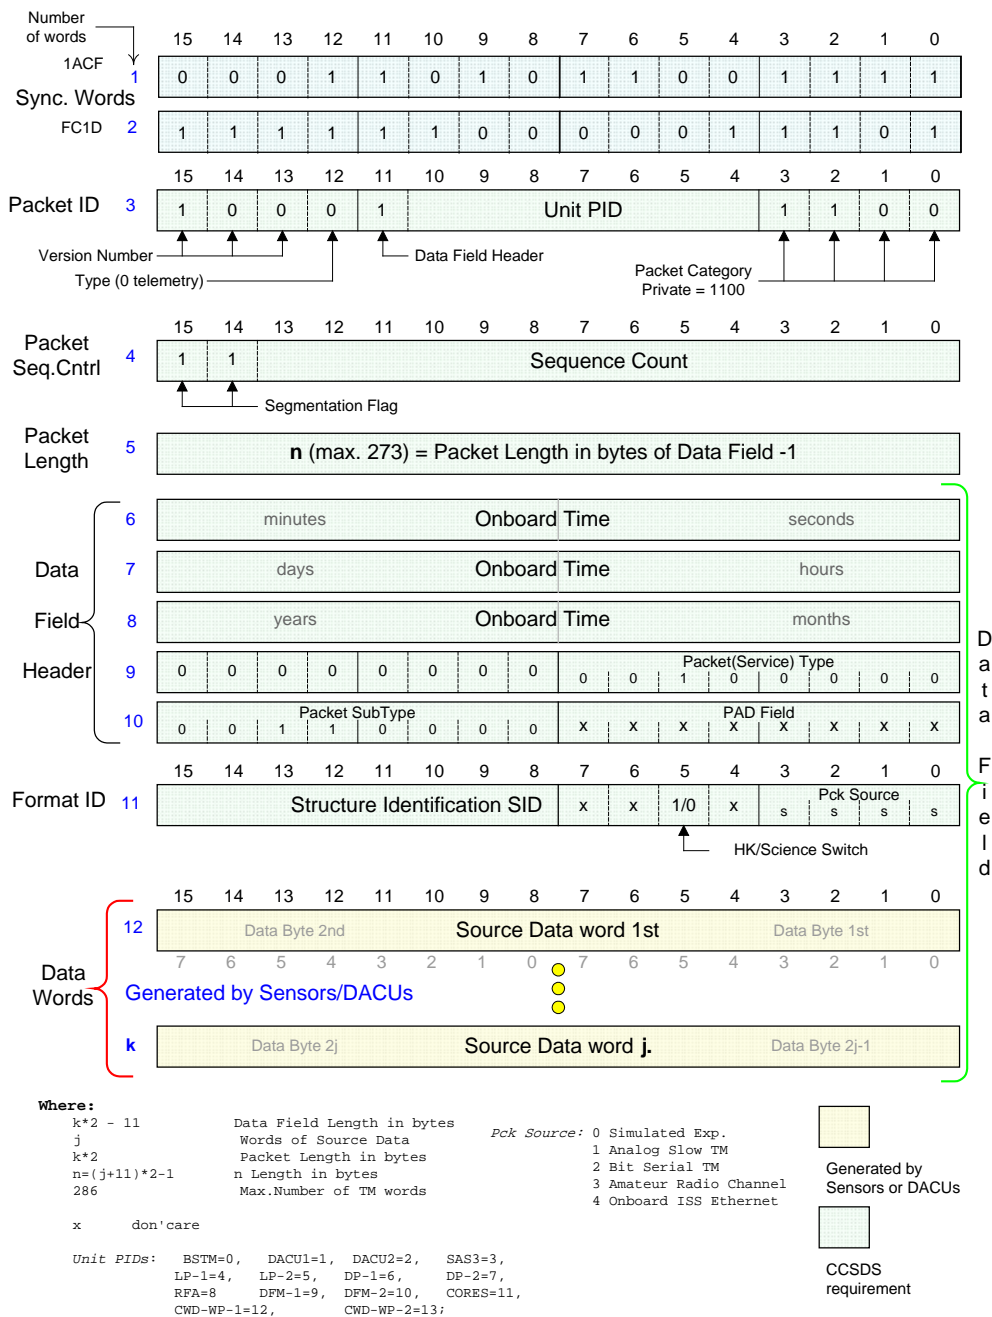 Number
of words
15 14 13 12 11 10 9 8 7 6 5 4 3 2 1 0
1ACF
1 0 0 0 1 1 0 1 0 1 1 0 0 1 1 1 1
Sync. Words
FC1D 2 1 1 1 1 1 1 0 0 0 0 0 1 1 1 0 1
15 14 13 12 11 10 9 8 7 6 5 4 3 2 1 0
Packet ID 3 1 0 0 0 1 Unit PID 1 1 0 0
Version Number Data Field Header
Type (0 telemetry)
Packet Category
Private = 1100
15 14 13 12 11 10 9 8 7 6 5 4 3 2 1 0
Packet
Seq.Cntrl 4 1 1 Sequence Count
Segmentation Flag
Packet
Length 5 n (max. 273) = Packet Length in bytes of Data Field -1
6 minutes Onboard Time seconds
Data 7 days Onboard Time hours
Field 8 years Onboard Time months
Header 9 0 0 0 0 0 0 0 0 Packet(Service) Type
0 0 1 0 0 0 0 0
10 Packet SubType PAD Field
0 0 1 1 0 0 0 0 x x x x x x x x
Data Field
15 14 13 12 11 10 9 8 7 6 5 4 3 2 1 0
Format ID 11 Structure Identification SID x x 1/0 x Pck Source
s s s s
HK/Science Switch
15 14 13 12 11 10 9 8 7 6 5 4 3 2 1 0
12 Data Byte 2nd Source Data word 1st Data Byte 1st
7 6 5 4 3 2 1 0 7 6 5 4 3 2 1 0
Data
Words
Generated by Sensors/DACUs
k Data Byte 2j Source Data word j. Data Byte 2j-1
Where:
k*2 - 11 Data Field Length in bytes
j Words of Source Data
k*2 Packet Length in bytes
n=(j+11)*2-1 n Length in bytes
286 Max.Number of TM words
x don'care
Pck Source: 0 Simulated Exp.
1 Analog Slow TM
2 Bit Serial TM
3 Amateur Radio Channel
4 Onboard ISS Ethernet
Unit PIDs: BSTM=0, DACU1=1, DACU2=2, SAS3=3,
LP-1=4, LP-2=5, DP-1=6, DP-2=7,
RFA=8 DFM-1=9, DFM-2=10, CORES=11,
CWD-WP-1=12, CWD-WP-2=13;
Generated by
Sensors or DACUs
CCSDS
requirement